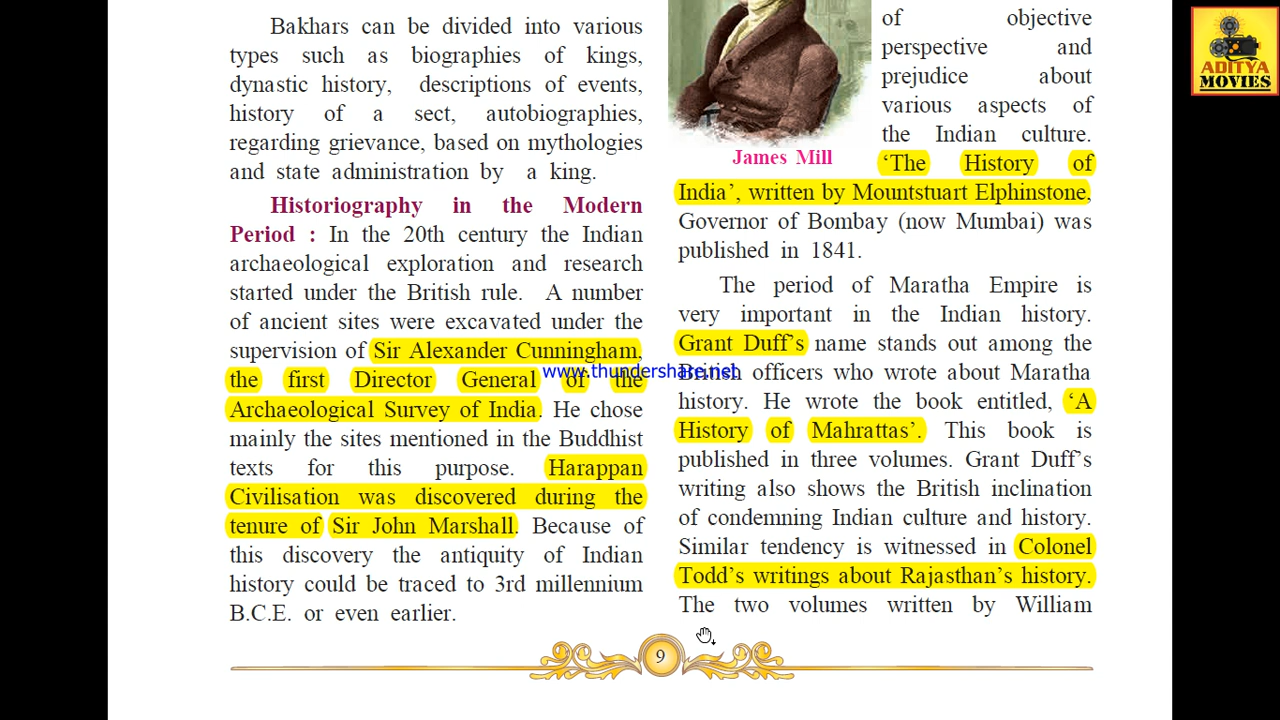 Bakhars can be divided into various
types such as biographies of kings,
dynastic history, descriptions of events,
history of a sect, autobiographies,
regarding grievance, based on mythologies
and state administration by a king.
Historiography in the Modern
Period : In the 20th century the Indian
archaeological exploration and research
started under the British rule. A number
of ancient sites were excavated under the
supervision of Sir Alexander Cunningham,
the first Director General of the
Archaeological Survey of India. He chose
mainly the sites mentioned in the Buddhist
texts for this purpose. Harappan
Civilisation was discovered during the
tenure of Sir John Marshall. Because of
this discovery the antiquity of Indian
history could be traced to 3rd millennium
B.C.E. or even earlier.
James Mill
of objective
perspective and
prejudice about
various aspects of
the Indian culture.
‘The History of
India’, written by Mountstuart Elphinstone,
Governor of Bombay (now Mumbai) was
published in 1841.
The period of Maratha Empire is
very important in the Indian history.
Grant Duff’s name stands out among the
British officers who wrote about Maratha
history. He wrote the book entitled, ‘A
History of Mahrattas’. This book is
published in three volumes. Grant Duff’s
writing also shows the British inclination
of condemning Indian culture and history.
Similar tendency is witnessed in Colonel
Todd’s writings about Rajasthan’s history.
The two volumes written by William
9
www.thundershare.net
ADITYA
MOVIES